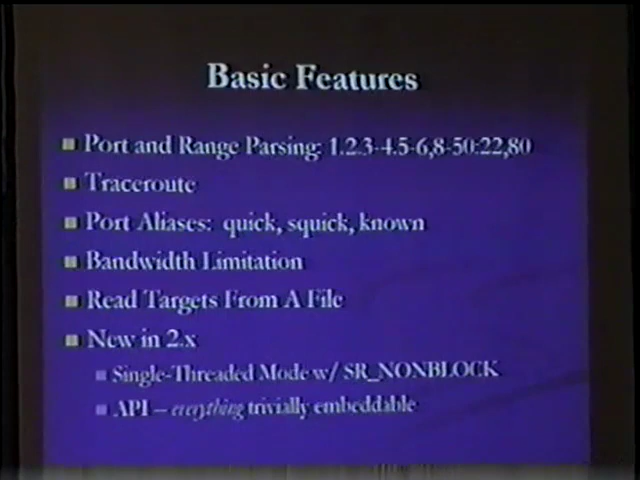 Basic Features
Port and Range Parsing: 1.2.3-4.5-6,8-50:22,80
Traceroute
Port Aliases: quick, squick, known
Bandwidth Limitation
Read Targets From A File
New in 2.x
Single-Threaded Mode w/ SR_NONBLOCK
API – everything trivially embeddable